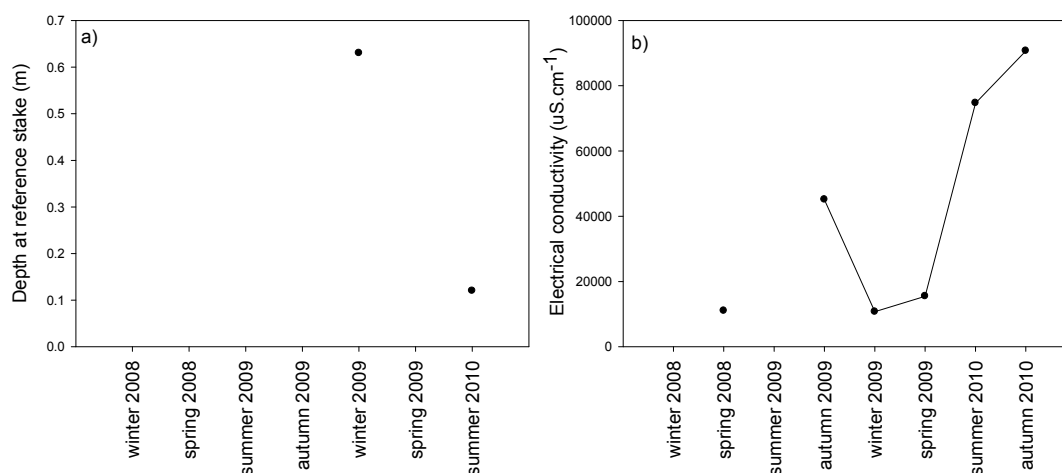 a)
Depth at reference stake (m)
0.7
0.6
0.5
0.4
0.3
0.2
0.1
0.0
winter 2008
spring 2008
summer 2009
autumn 2009
winter 2009
spring 2009
summer 2010
b)
Electrical conductivity (uS.cm-1)
100000
80000
60000
40000
20000
0
winter 2008
spring 2008
summer 2009
autumn 2009
winter 2009
spring 2009
summer 2010
autumn 2010